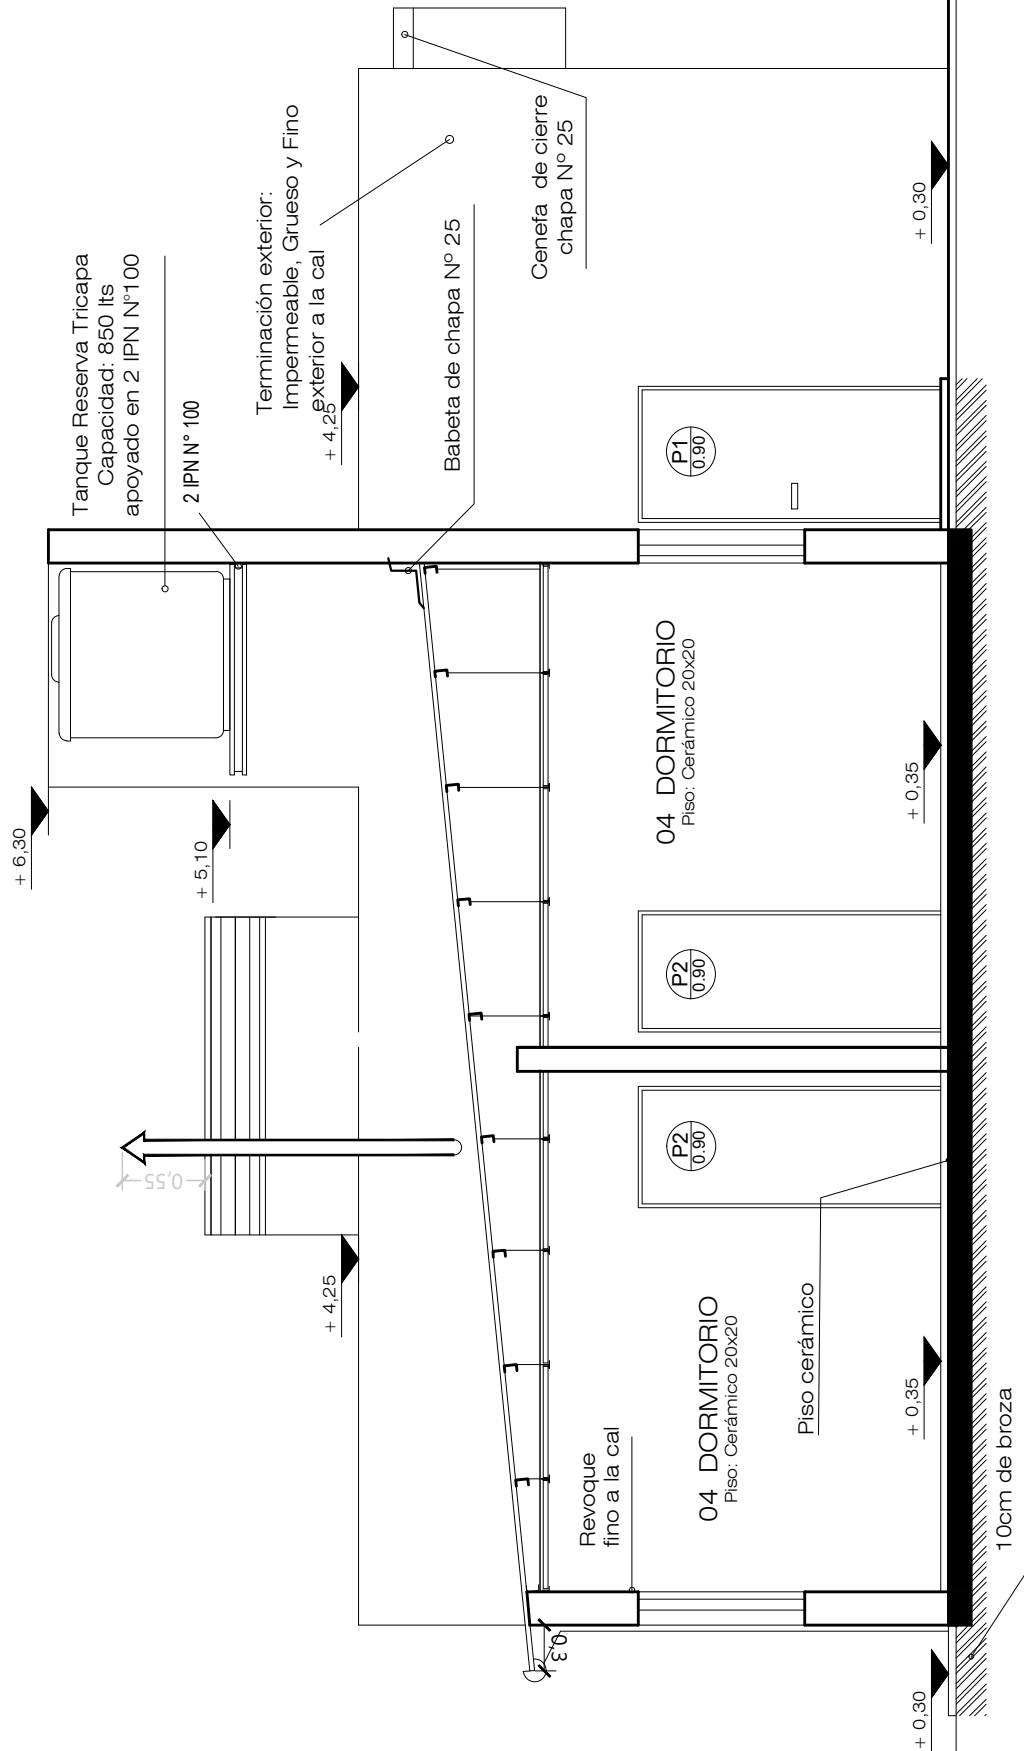 + 6,30
+ 5,10
Tanque Reserva Tricapa
Capacidad: 850 lts
apoyado en 2 IPN N°100
2 IPN N° 100
Terminación exterior:
Impermeable, Grueso y Fino
exterior a la cal
+ 4,25
Babeta de chapa Nº 25
Cenefa de cierre
chapa Nº 25
0,55
+ 4,25
Revoque
fino a la cal
0,3
04 DORMITORIO
Piso: Cerámico 20x20
Piso cerámico
P2
0.90
P2
0.90
04 DORMITORIO
Piso: Cerámico 20x20
P1
0.90
+ 0,30
+ 0,35
+ 0,35
+ 0,30
10cm de broza